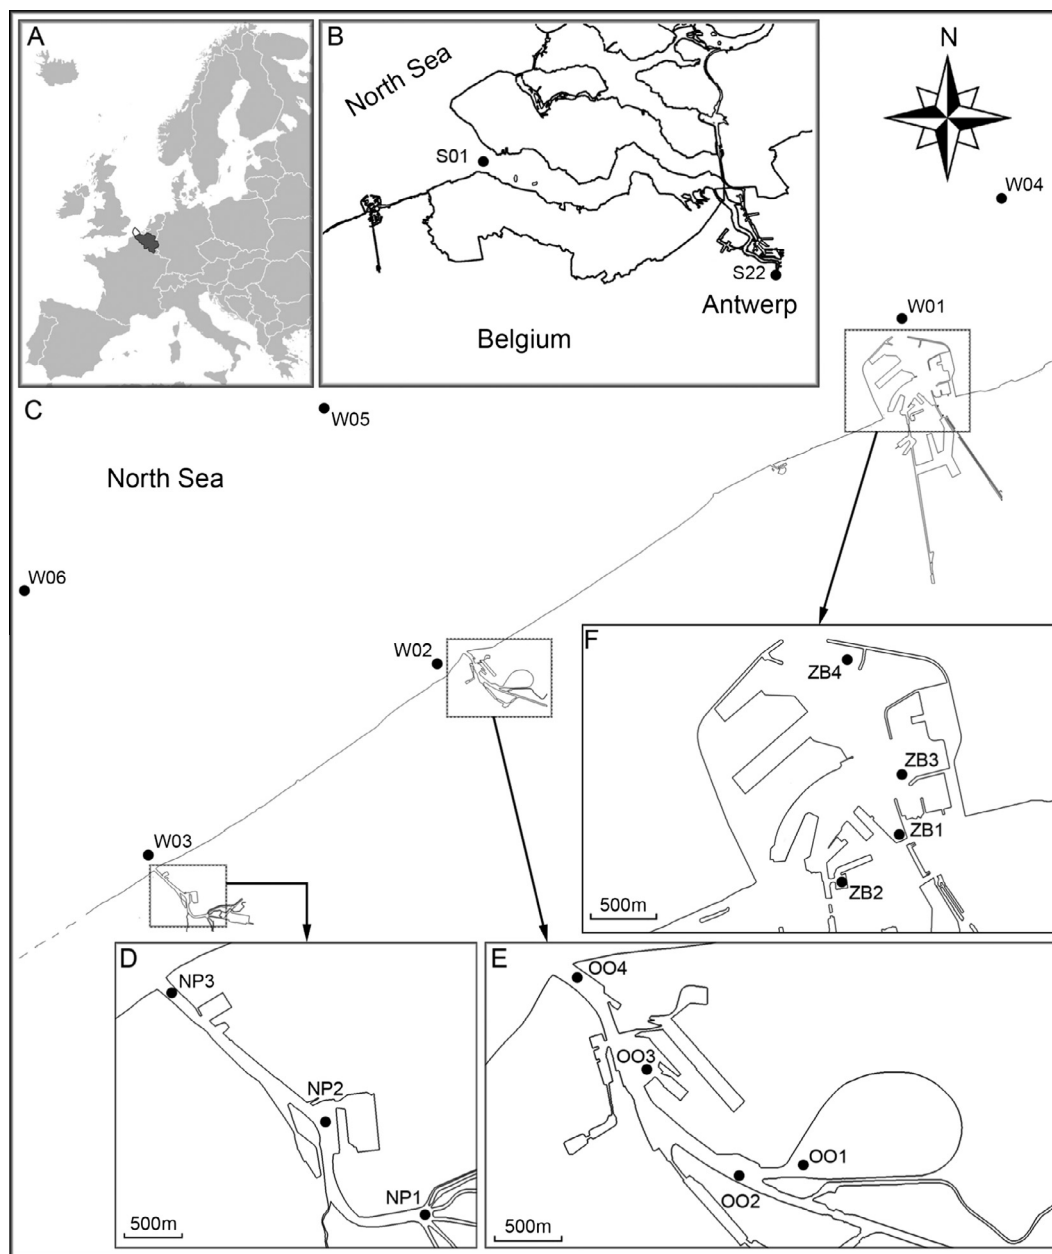 A
B
North Sea
S01
S22
Antwerp
Belgium
N
W04
W01
C
W05
North Sea
W06
W02
W03
F
ZB4
ZB3
ZB1
ZB2
500m
D
NP3
NP2
NP1
500m
E
OO4
OO3
OO1
OO2
500m